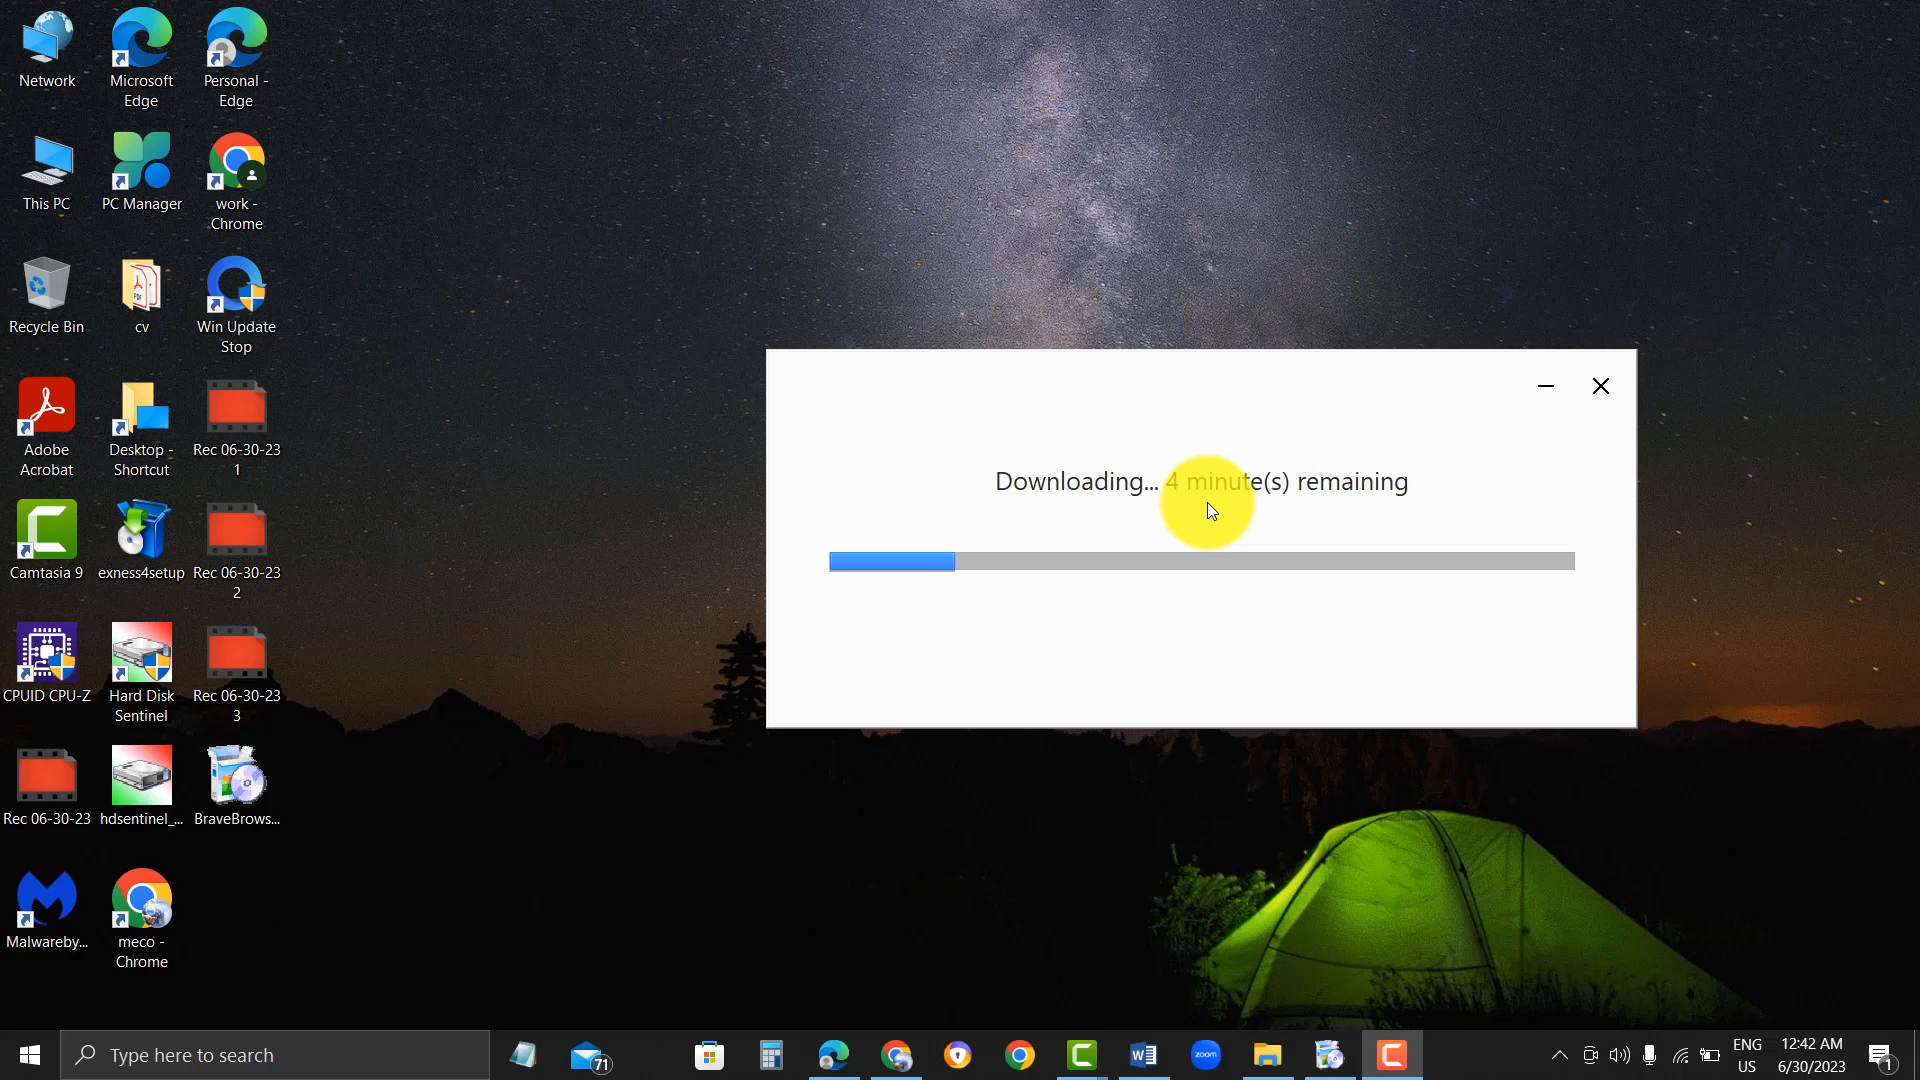 Network
Microsoft
Edge
Personal -
Edge
This PC
PC Manager
work -
Chrome
Recycle Bin
cv
Win Update
Stop
Adobe
Acrobat
Desktop -
Shortcut
Rec 06-30-23
1
Camtasia 9
exness4setup
Rec 06-30-23
2
CPUID CPU-Z
Hard Disk
Sentinel
Rec 06-30-23
3
Rec 06-30-23
hdsentinel_...
BraveBrows...
Malwareby...
meco -
Chrome
Downloading... 4 minute(s) remaining
Type here to search
71
zoom
ENG
US
12:42 AM
6/30/2023
1